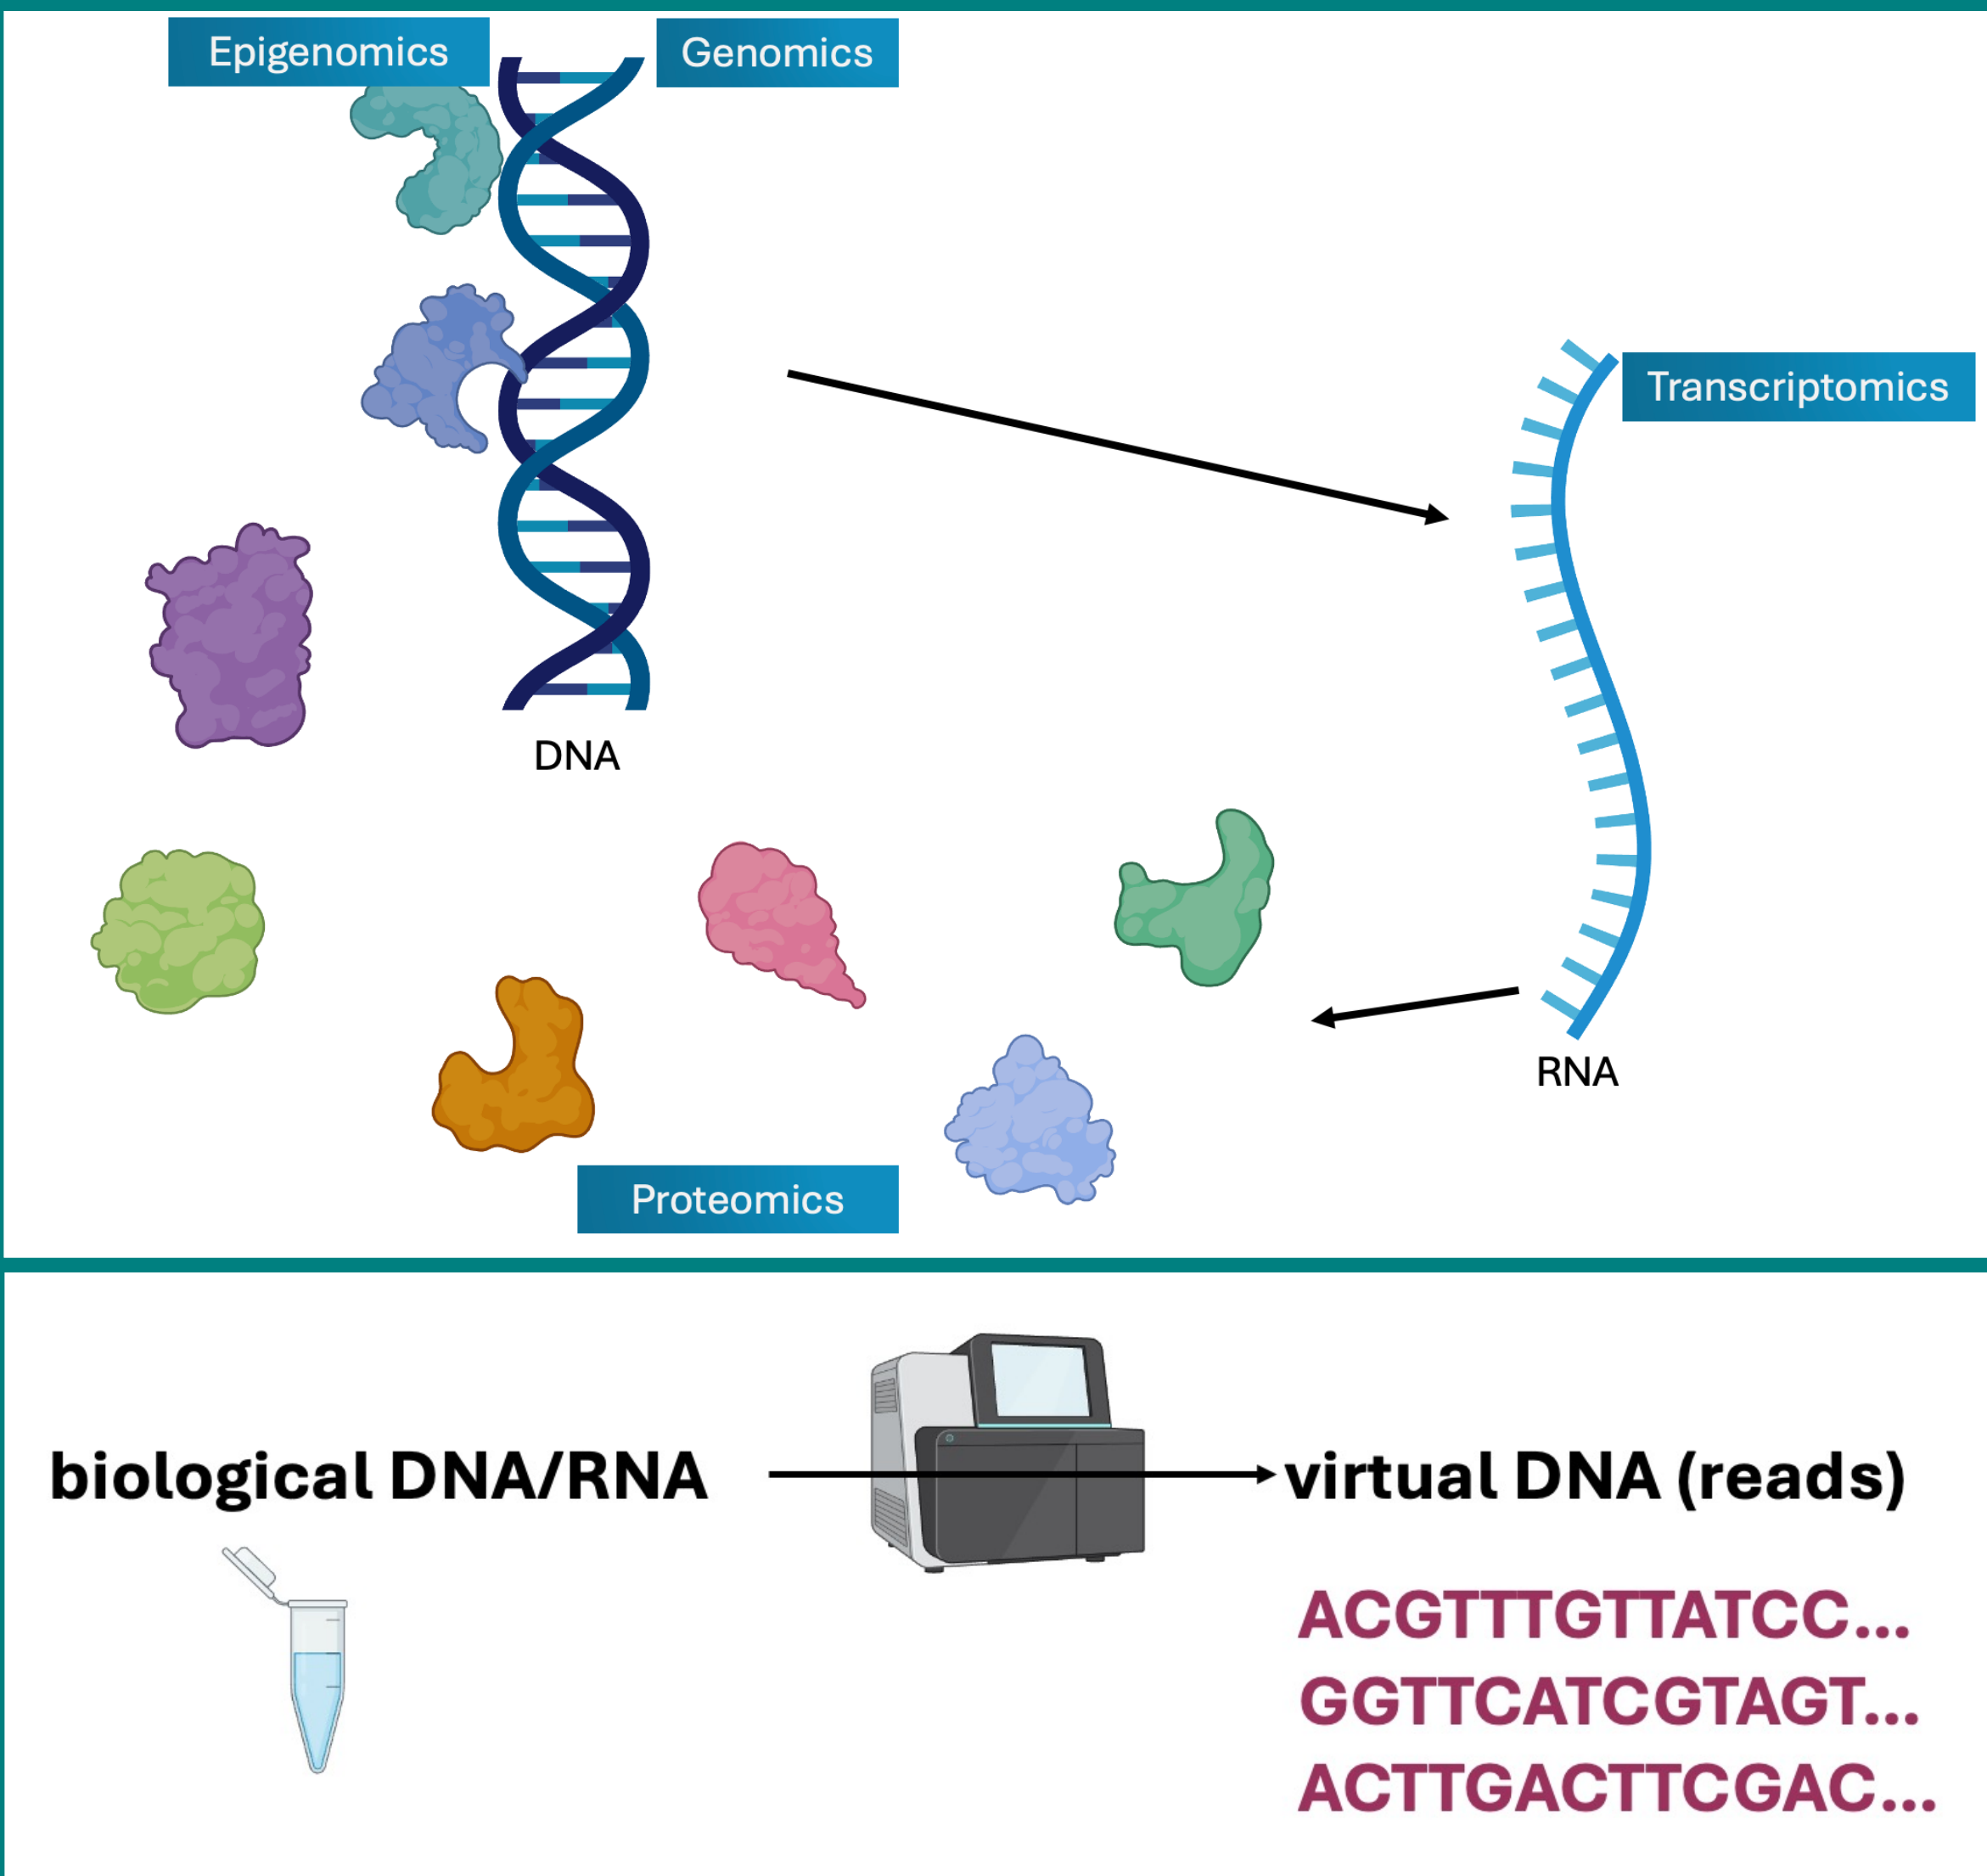 Epigenomics
Genomics
Transcriptomics
DNA
RNA
Proteomics
biological DNA/RNA
virtual DNA (reads)
ACGTTTGTTATCC...
GGTTCATCGTAGT...
ACTTGACTTCGAC...